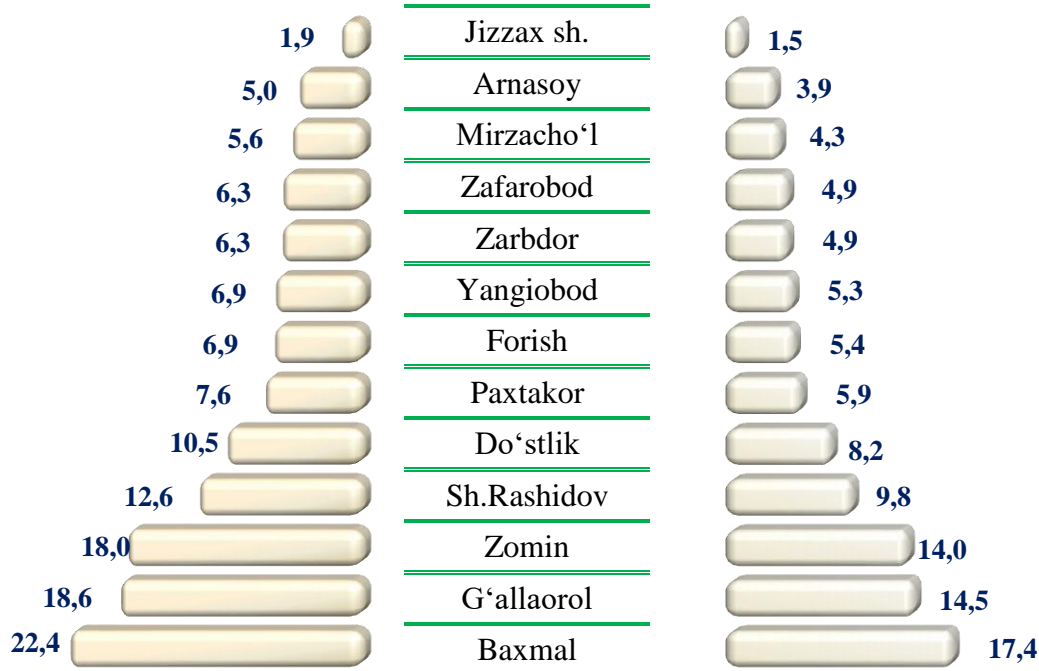 1,9 Jizzax sh. 1,5
5,0 Arnasoy 3,9
5,6 Mirzacho‘l 4,3
6,3 Zafarobod 4,9
6,3 Zarbdor 4,9
6,9 Yangiobod 5,3
6,9 Forish 5,4
7,6 Paxtakor 5,9
10,5 Do‘stlik 8,2
12,6 Sh.Rashidov 9,8
18,0 Zomin 14,0
18,6 G‘allaorol 14,5
22,4 Baxmal 17,4